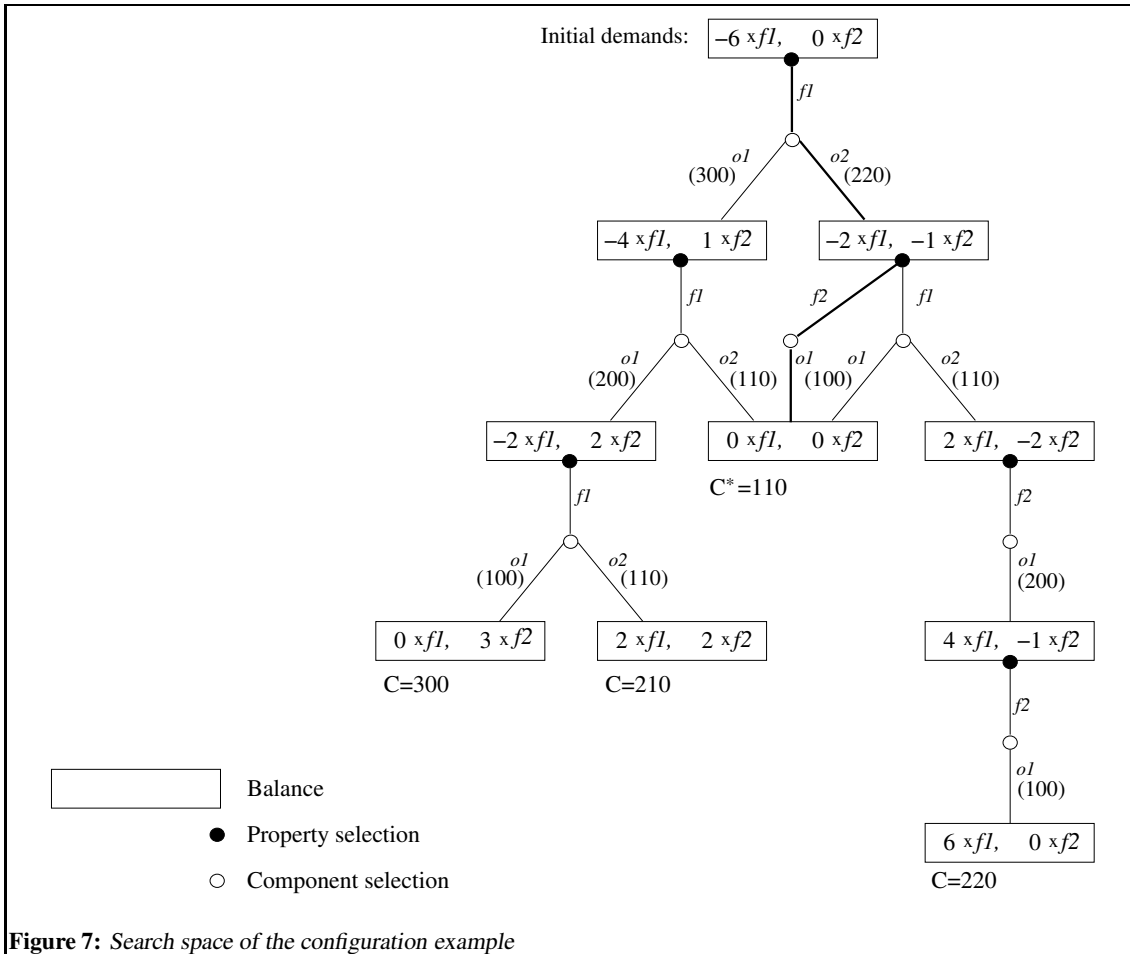 Initial demands: −6 x f1, 0 x f2
f1
o1 o2
(300) (220)
−4 x f1, 1 x f2 −2 x f1, −1 x f2
f1 f2 f1
o1 o2 o1 o1 o2
(200) (110) (100) (110)
−2 x f1, 2 x f2 0 x f1, 0 x f2 2 x f1, −2 x f2
C*=110
f1 f2
o1 o2 o1
(100) (110) (200)
0 x f1, 3 x f2 2 x f1, 2 x f2 4 x f1, −1 x f2
C=300 C=210
f2
o1
(100)
Balance
Property selection
6 x f1, 0 x f2
Component selection C=220
Figure 7: Search space of the configuration example